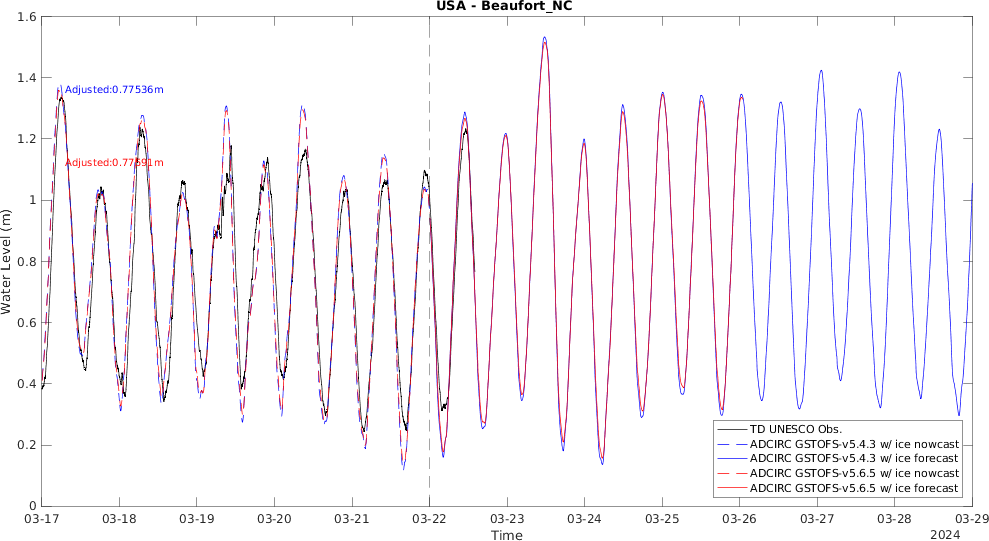 USA - Beaufort_NC
1.6
1.4
1.2
1
0.8
0.6
0.4
0.2
0
Water Level (m)
Adjusted:0.77536m
Adjusted:0.77691m
TD UNESCO Obs.
ADCIRC GSTOFS-v5.4.3 w/ ice nowcast
ADCIRC GSTOFS-v5.4.3 w/ ice forecast
ADCIRC GSTOFS-v5.6.5 w/ ice nowcast
ADCIRC GSTOFS-v5.6.5 w/ ice forecast
03-17 03-18 03-19 03-20 03-21 03-22 03-23 03-24 03-25 03-26 03-27 03-28 03-29
Time
2024